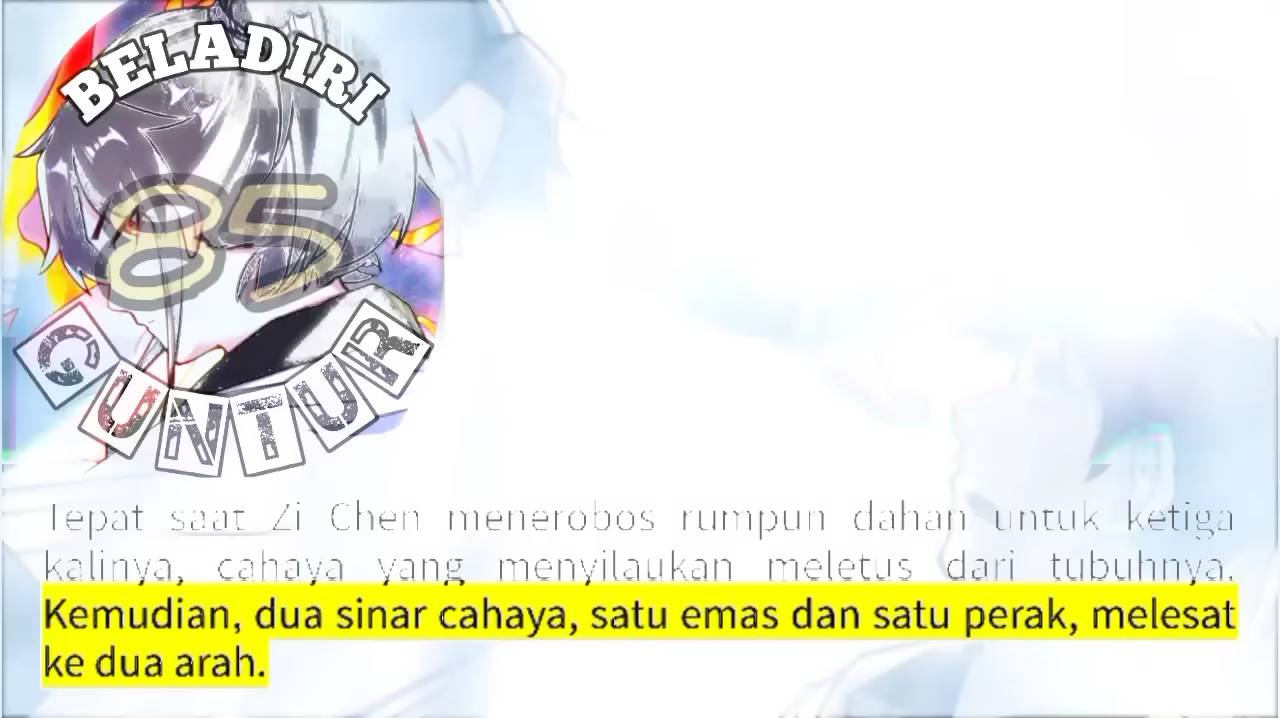 BELADIRI
85
GUNTUR
Tepat saat Zi Chen menerobos rumpun dahan untuk ketiga
kalinya, cahaya yang menyilaukan meletus dari tubuhnya.
Kemudian, dua sinar cahaya, satu emas dan satu perak, melesat
ke dua arah.